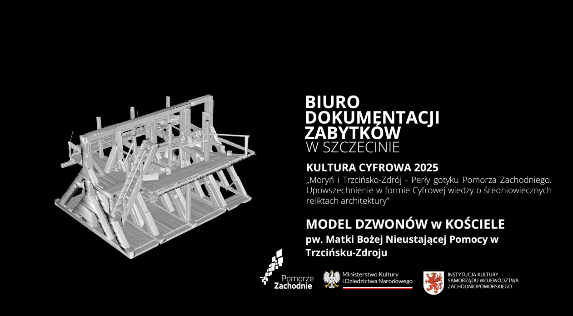 BIURO
DOKUMENTACJI
ZABYTKÓW
W SZCZECINIE
KULTURA CYFROWA 2025
„Moryń i Trzcińsko-Zdrój - Perły gotyku Pomorza Zachodniego.
Upowszechnienie w formie Cyfrowej wiedzy o średniowiecznych
reliktach architektury"
MODEL DZWONÓW w KOŚCIELE
pw. Matki Bożej Nieustającej Pomocy w
Trzcińsku-Zdroju
Pomorze
Zachodnie
Ministerstwo Kultury
i Dziedzictwa Narodowego
INSTYTUCJA KULTURY
SAMORZĄDU WOJEWÓDZTWA
ZACHODNIOPOMORSKIEGO